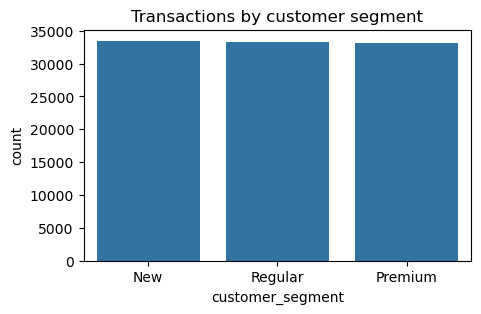 Transactions by customer segment
35000
30000
25000
20000
15000
10000
5000
0
count
New Regular Premium
customer_segment